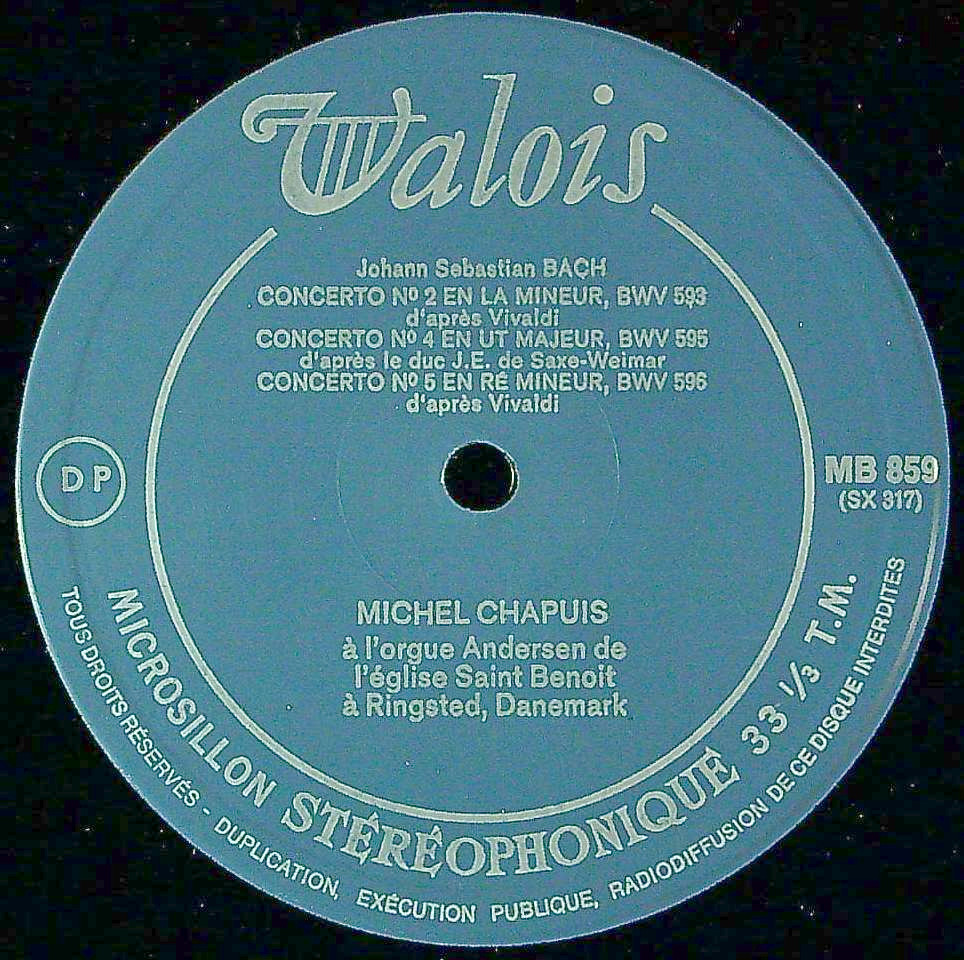 Valois
Johann Sebastian BACH
CONCERTO Nº 2 EN LA MINEUR, BWV 593
d'après Vivaldi
CONCERTO Nº 4 EN UT MAJEUR, BWV 595
d'après le duc J.E. de Saxe-Weimar
CONCERTO Nº 5 EN RÉ MINEUR, BWV 596
d'après Vivaldi
DP
MB 859
(SX 317)
MICHEL CHAPUIS
à l'orgue Andersen de
l'église Saint Benoit
à Ringsted, Danemark
MICROSILLON STÉRÉOPHONIQUE 33 1/3 T.M.
TOUS DROITS RÉSERVÉS - DUPLICATION, EXÉCUTION PUBLIQUE, RADIODIFFUSION DE CE DISQUE INTERDITES